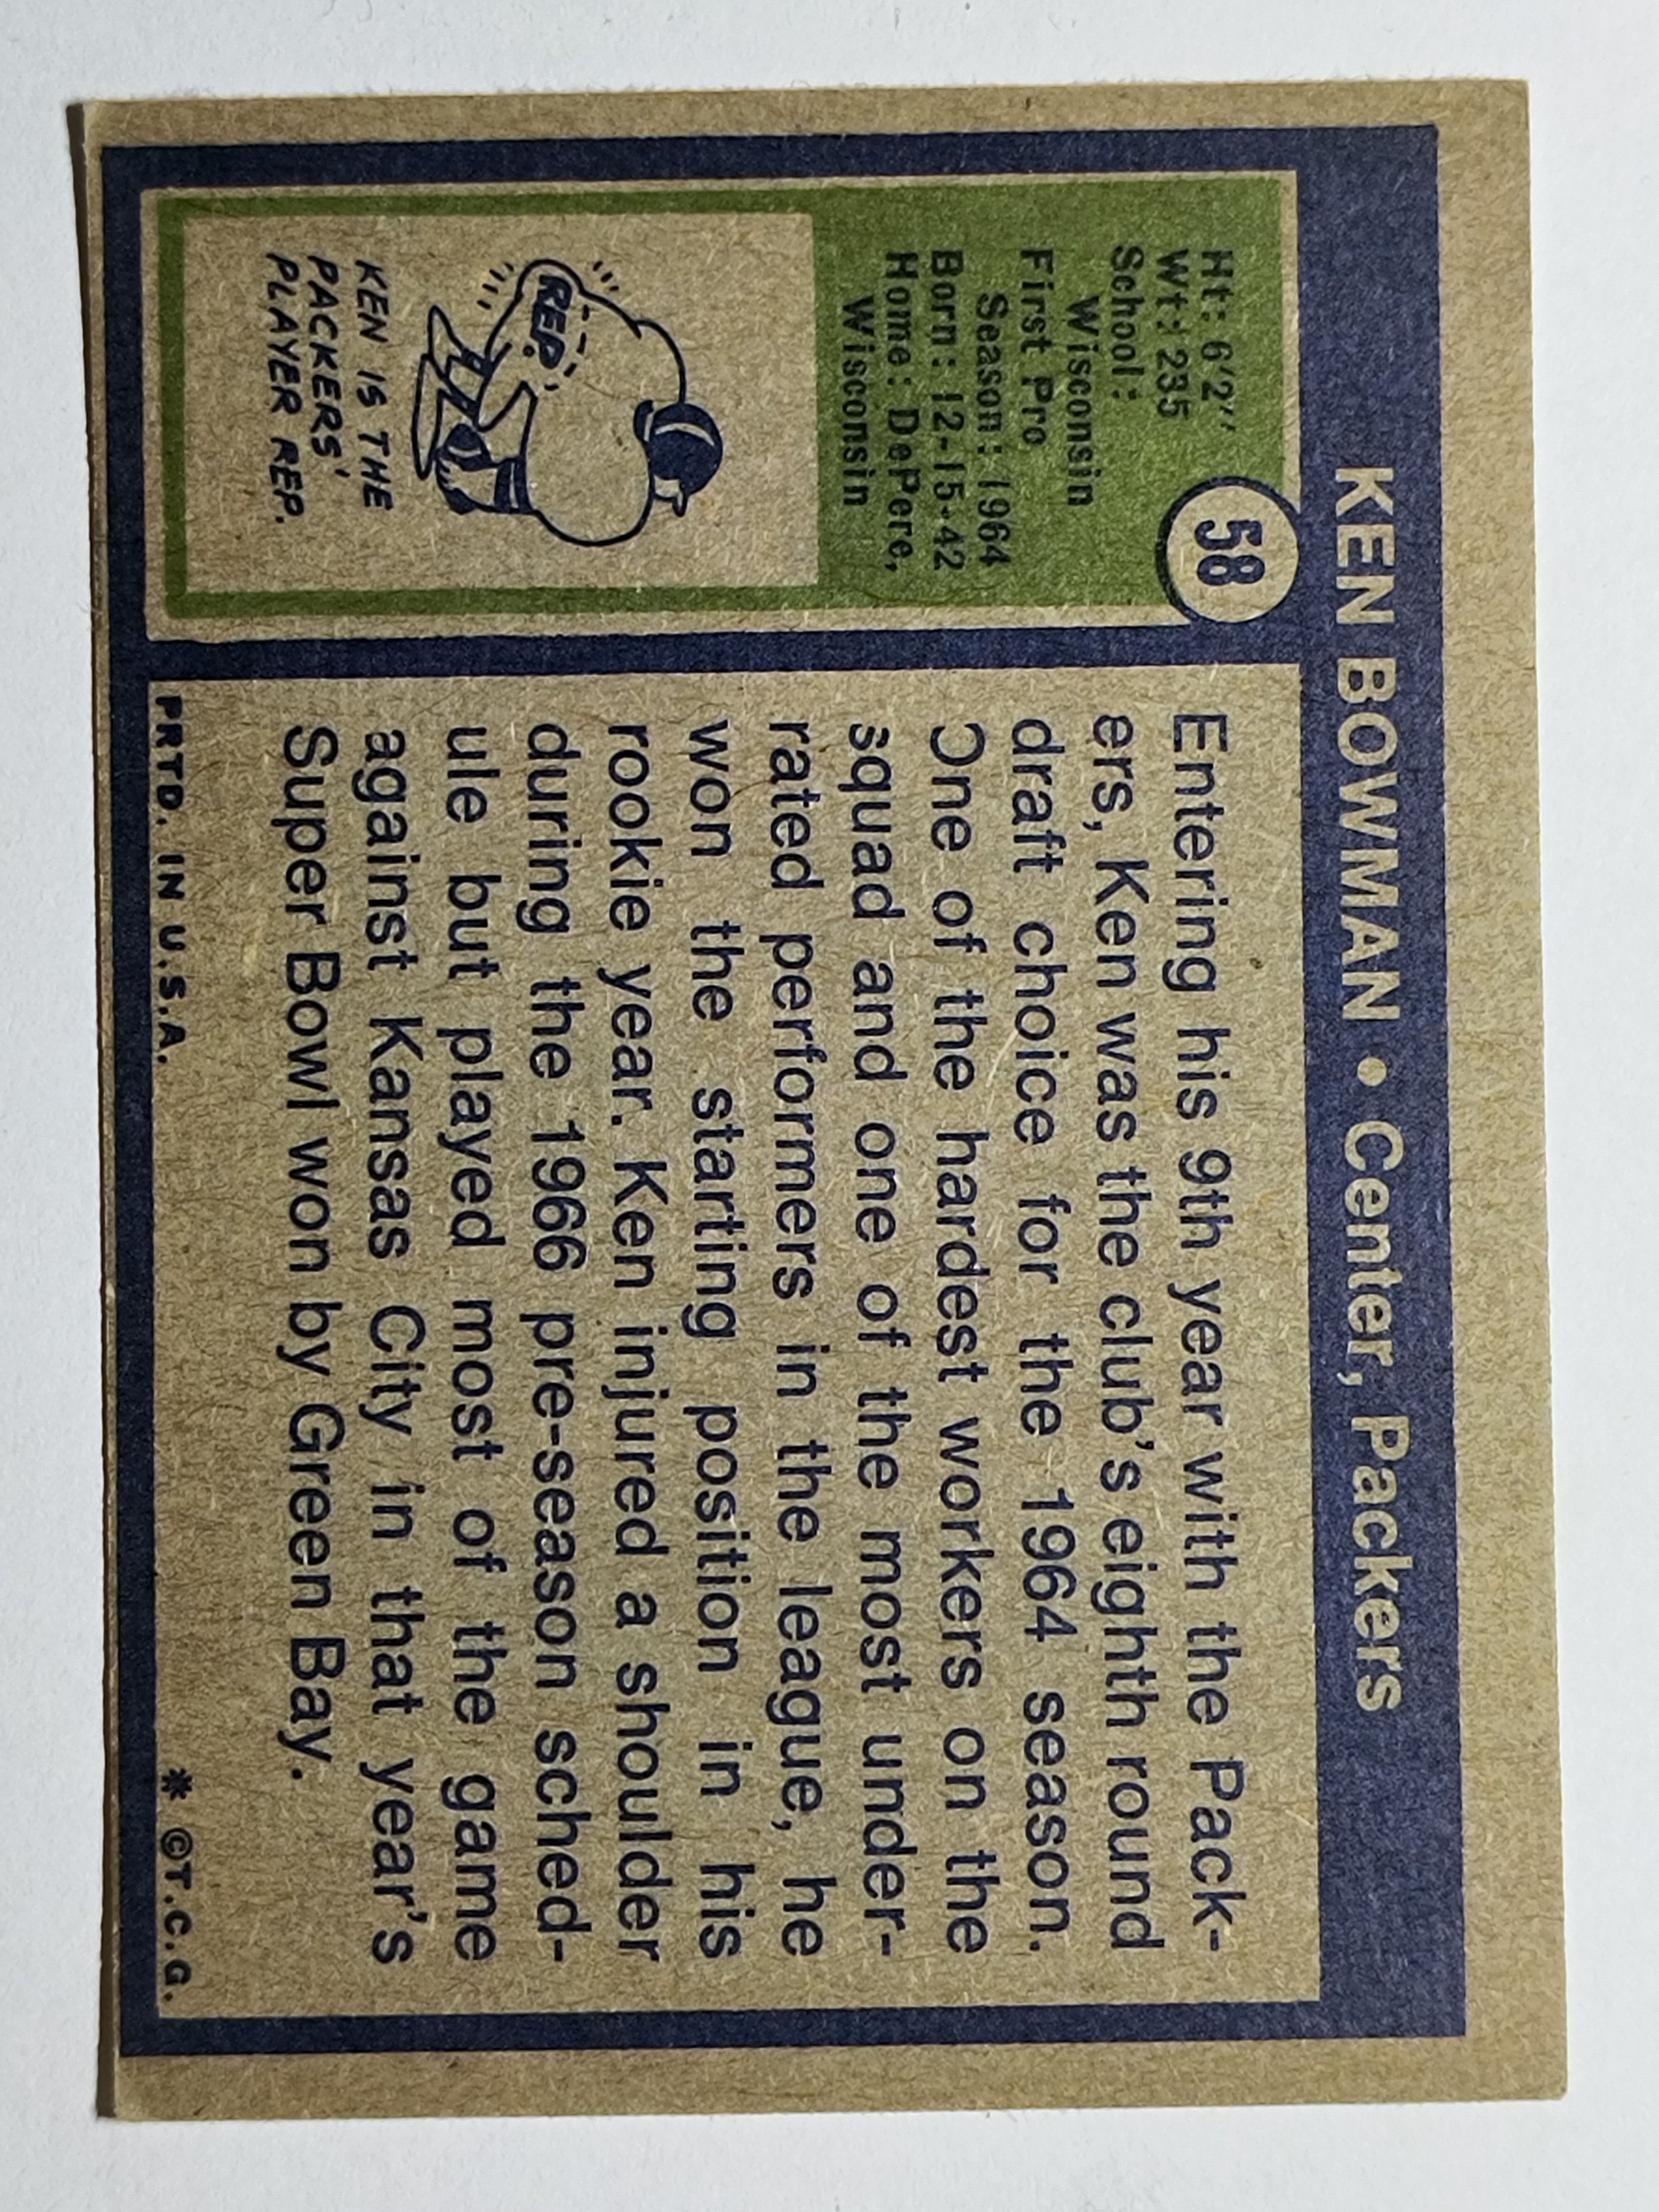 KEN BOWMAN • Center, Packers
58
Ht: 6'2"
Wt: 235
School:
Wisconsin
First Pro
Season: 1964
Born: 12-15-42
Home: DePere,
Wisconsin
REP.
KEN IS THE
PACKERS'
PLAYER REP.
Entering his 9th year with the Pack-
ers, Ken was the club's eighth round
draft choice for the 1964 season.
One of the hardest workers on the
squad and one of the most under-
rated performers in the league, he
won the starting position in his
rookie year. Ken injured a shoulder
during the 1966 pre-season sched-
ule but played most of the game
against Kansas City in that year's
Super Bowl won by Green Bay.
PRTD. IN U.S.A.
* ©T.C.G.